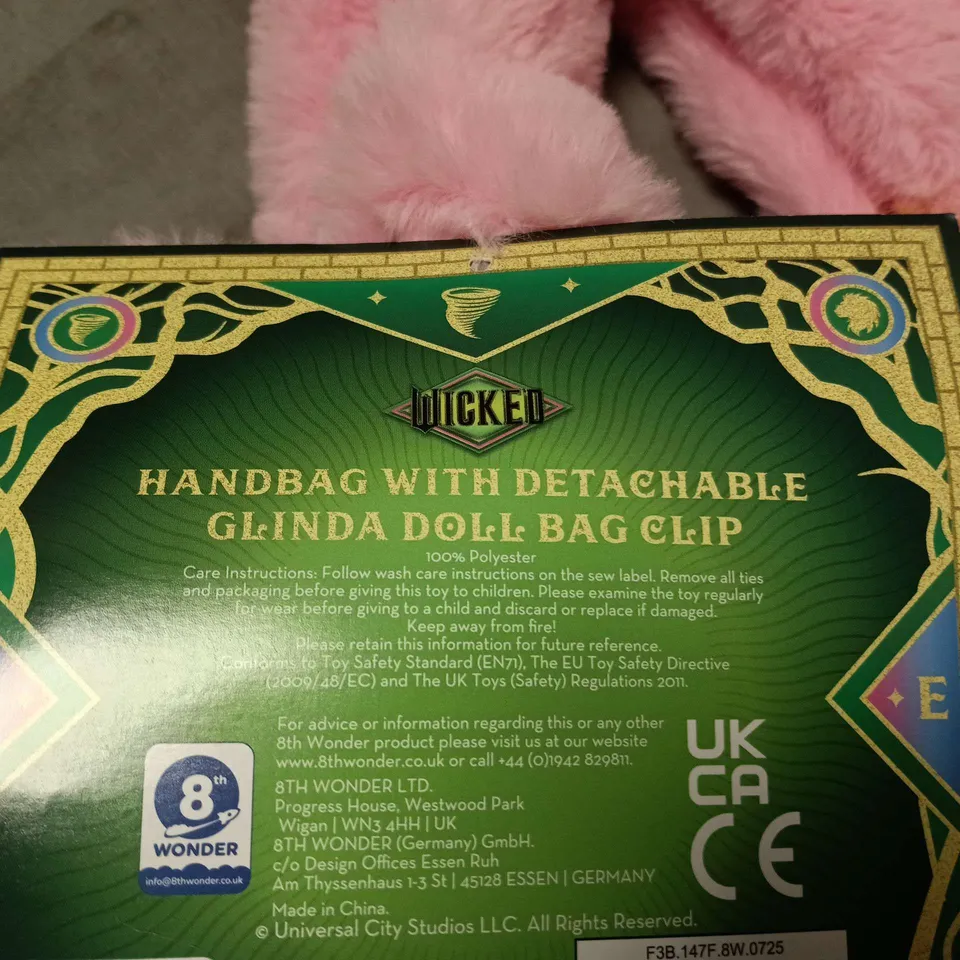 WICKED
HANDBAG WITH DETACHABLE
GLINDA DOLL BAG CLIP
100% Polyester
Care Instructions: Follow wash care instructions on the sew label. Remove all ties
and packaging before giving this toy to children. Please examine the toy regularly
for wear before giving to a child and discard or replace if damaged.
Keep away from fire!
Please retain this information for future reference.
Conforms to Toy Safety Standard (EN71), The EU Toy Safety Directive
(2009/48/EC) and The UK Toys (Safety) Regulations 2011.
For advice or information regarding this or any other
8th Wonder product please visit us at our website
www.8thwonder.co.uk or call +44 (0)1942 829811.
8TH WONDER LTD.
Progress House, Westwood Park
Wigan | WN3 4HH | UK
8TH WONDER (Germany) GmbH.
c/o Design Offices Essen Ruh
Am Thyssenhaus 1-3 St | 45128 ESSEN | GERMANY
Made in China.
© Universal City Studios LLC. All Rights Reserved.
8th
WONDER
info@8thwonder.co.uk
UK
CA
CE
E
F3B.147F.8W.0725